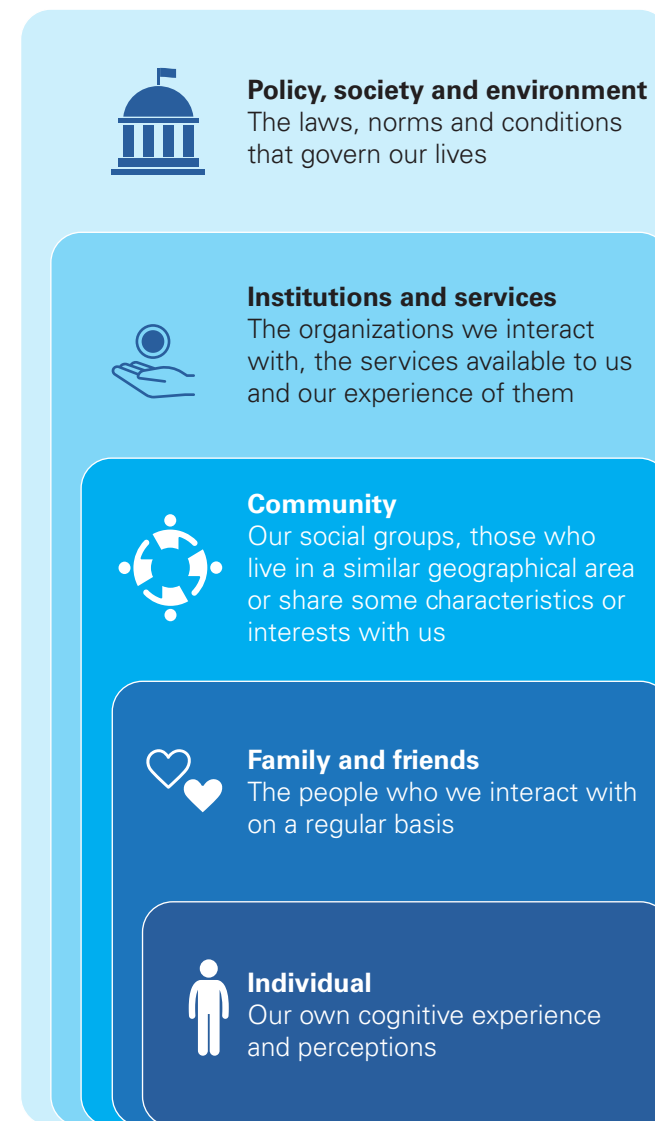 Policy, society and environment
The laws, norms and conditions
that govern our lives
Institutions and services
The organizations we interact
with, the services available to us
and our experience of them
Community
Our social groups, those who
live in a similar geographical area
or share some characteristics or
interests with us
Family and friends
The people who we interact with
on a regular basis
Individual
Our own cognitive experience
and perceptions